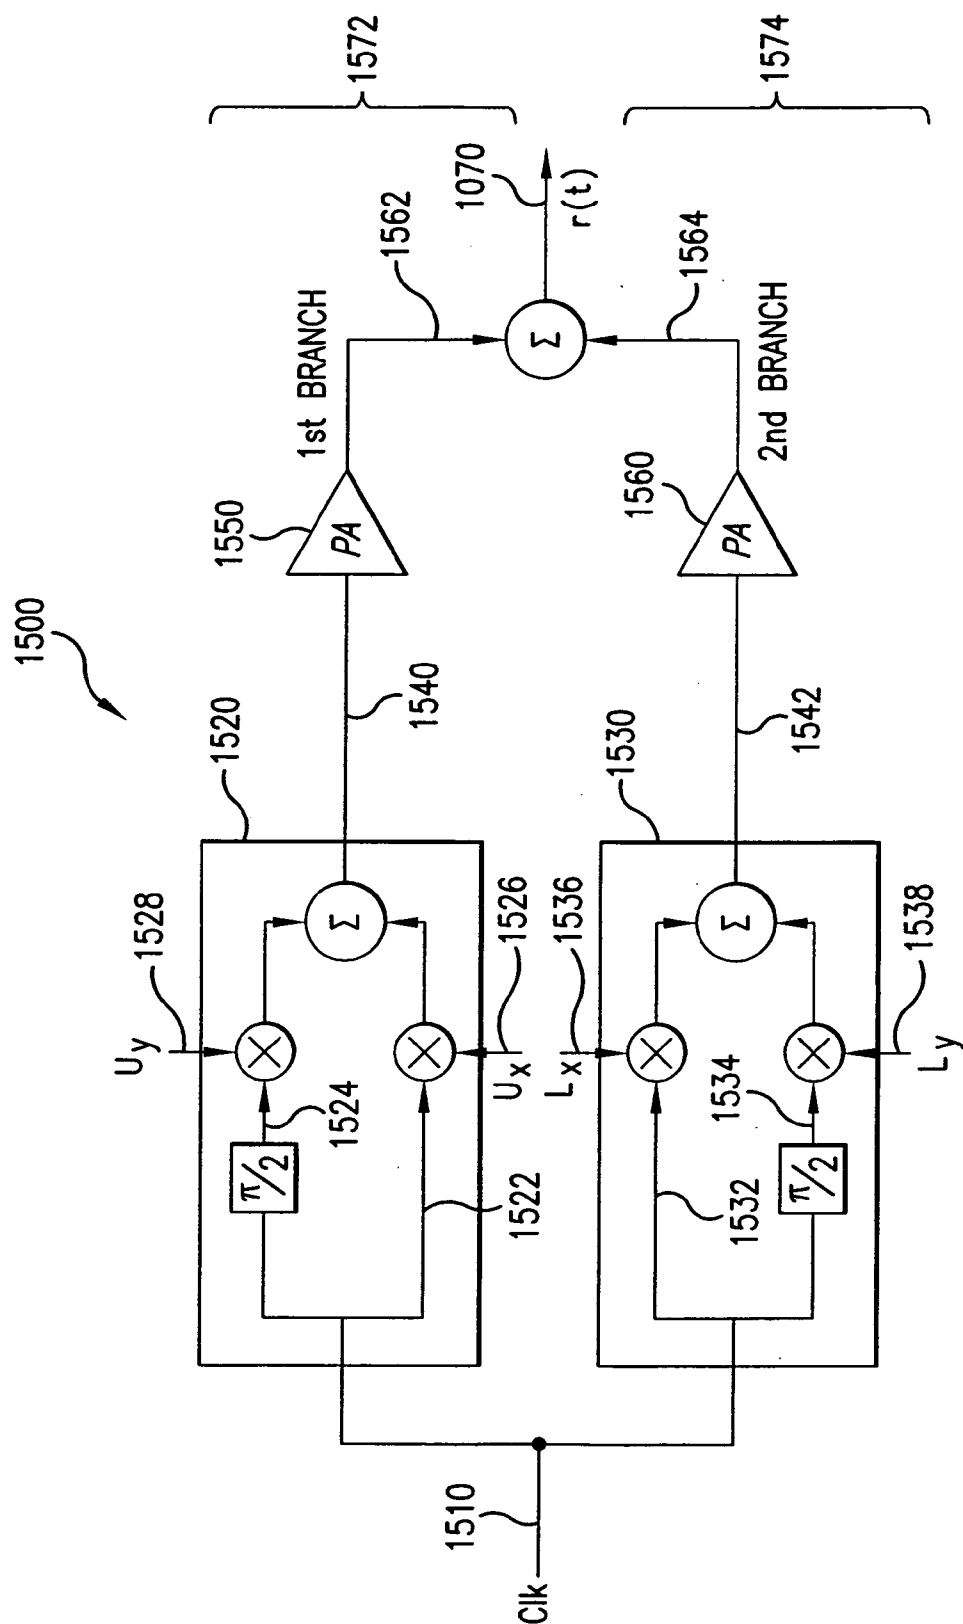 1500
Clk
1510
1520
Uy
1528
π/2
1524
1522
Σ
Ux
1526
1540
1550
PA
1st BRANCH
1562
1572
Σ
1070
r(t)
1530
Lx
1536
1532
π/2
1534
Σ
Ly
1538
1542
1560
PA
2nd BRANCH
1564
1574